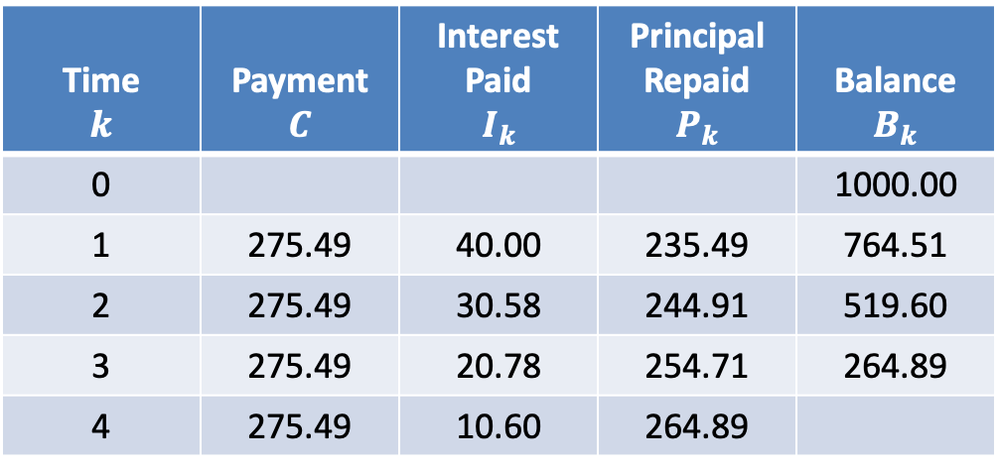 Time k Payment C Interest Paid I_k Principal Repaid P_k Balance B_k
0 1000.00
1 275.49 40.00 235.49 764.51
2 275.49 30.58 244.91 519.60
3 275.49 20.78 254.71 264.89
4 275.49 10.60 264.89